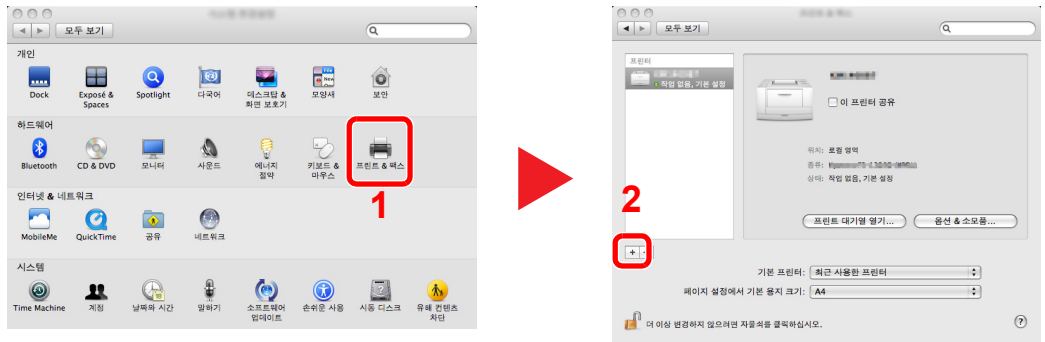 모두 보기
개인
Dock
Exposé & Spaces
Spotlight
다국어
데스크탑 & 화면 보호기
모양새
보안
하드웨어
Bluetooth
CD & DVD
모니터
사운드
에너지 절약
키보드 & 마우스
프린트 & 팩스
1
인터넷 & 네트워크
MobileMe
QuickTime
공유
네트워크
시스템
Time Machine
계정
날짜와 시간
말하기
소프트웨어 업데이트
손쉬운 사용
시동 디스크
유해 컨텐츠 차단
모두 보기
프린터
작업 없음, 기본 설정
이 프린터 공유
위치: 로컬 영역
종류:
상태: 작업 없음, 기본 설정
2
프린트 대기열 열기...
옵션 & 소모품...
+ -
기본 프린터: 최근 사용한 프린터
페이지 설정에서 기본 용지 크기: A4
더 이상 변경하지 않으려면 자물쇠를 클릭하십시오.
?